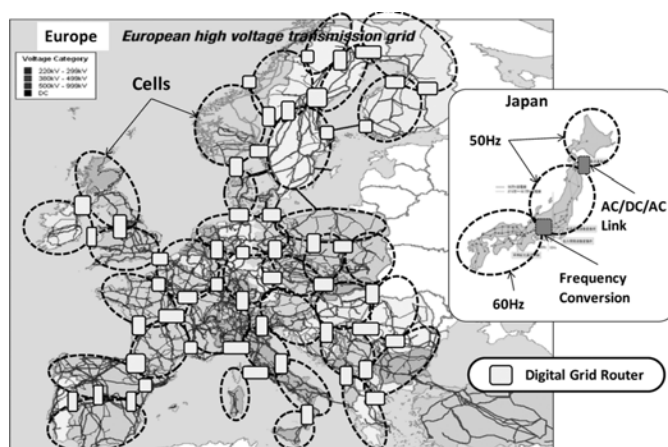 Europe
European high voltage transmission grid
Voltage Category
220kV - 299kV
380kV - 499kV
500kV - 999kV
DC
Cells
Japan
50Hz
AC/DC/AC
Link
Frequency
Conversion
60Hz
Digital Grid Router